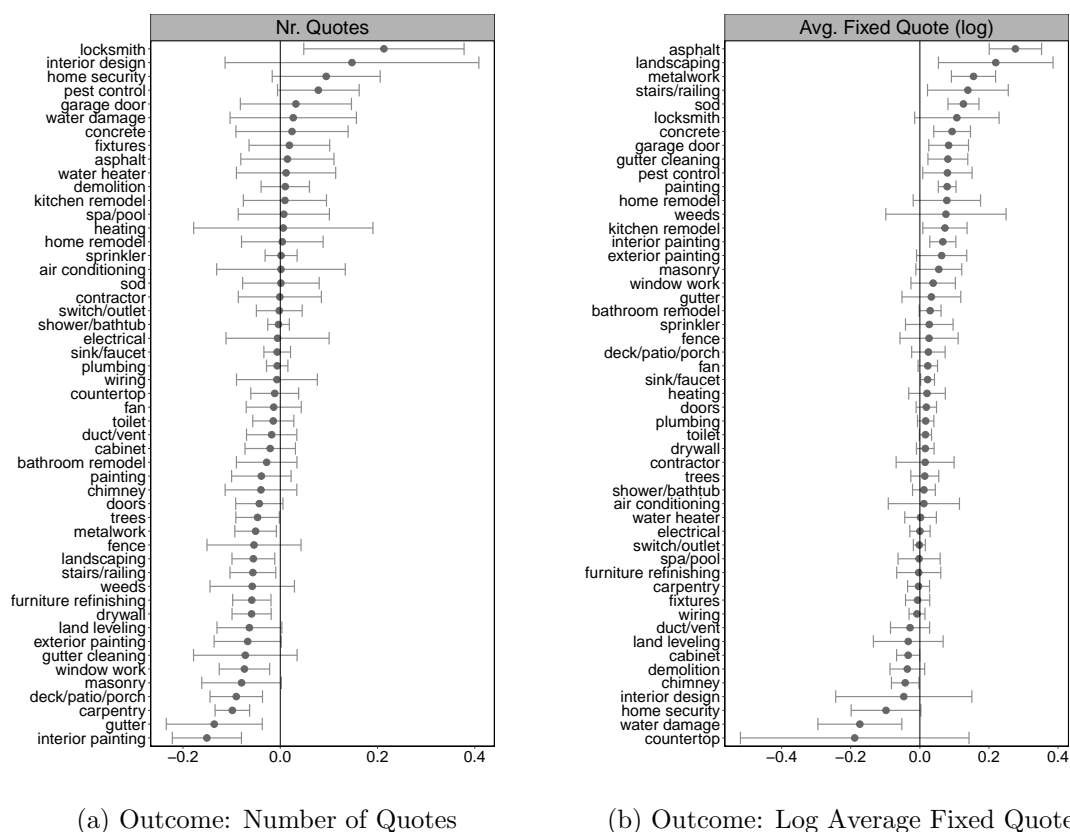 Nr. Quotes
locksmith
interior design
home security
pest control
garage door
water damage
concrete
fixtures
asphalt
water heater
demolition
kitchen remodel
spa/pool
heating
home remodel
sprinkler
air conditioning
sod
contractor
switch/outlet
shower/bathtub
electrical
sink/faucet
plumbing
wiring
countertop
fan
toilet
duct/vent
cabinet
bathroom remodel
painting
chimney
doors
trees
metalwork
fence
landscaping
stairs/railing
weeds
furniture refinishing
drywall
land leveling
exterior painting
gutter cleaning
window work
masonry
deck/patio/porch
carpentry
gutter
interior painting
−0.2 0.0 0.2 0.4
(a) Outcome: Number of Quotes
Avg. Fixed Quote (log)
asphalt
landscaping
metalwork
stairs/railing
sod
locksmith
concrete
garage door
gutter cleaning
pest control
painting
home remodel
weeds
kitchen remodel
interior painting
exterior painting
masonry
window work
gutter
bathroom remodel
sprinkler
fence
deck/patio/porch
fan
sink/faucet
heating
doors
plumbing
toilet
drywall
contractor
trees
shower/bathtub
air conditioning
water heater
electrical
switch/outlet
spa/pool
furniture refinishing
carpentry
fixtures
wiring
duct/vent
land leveling
cabinet
demolition
chimney
interior design
home security
water damage
countertop
−0.4 −0.2 0.0 0.2 0.4
(b) Outcome: Log Average Fixed Quote